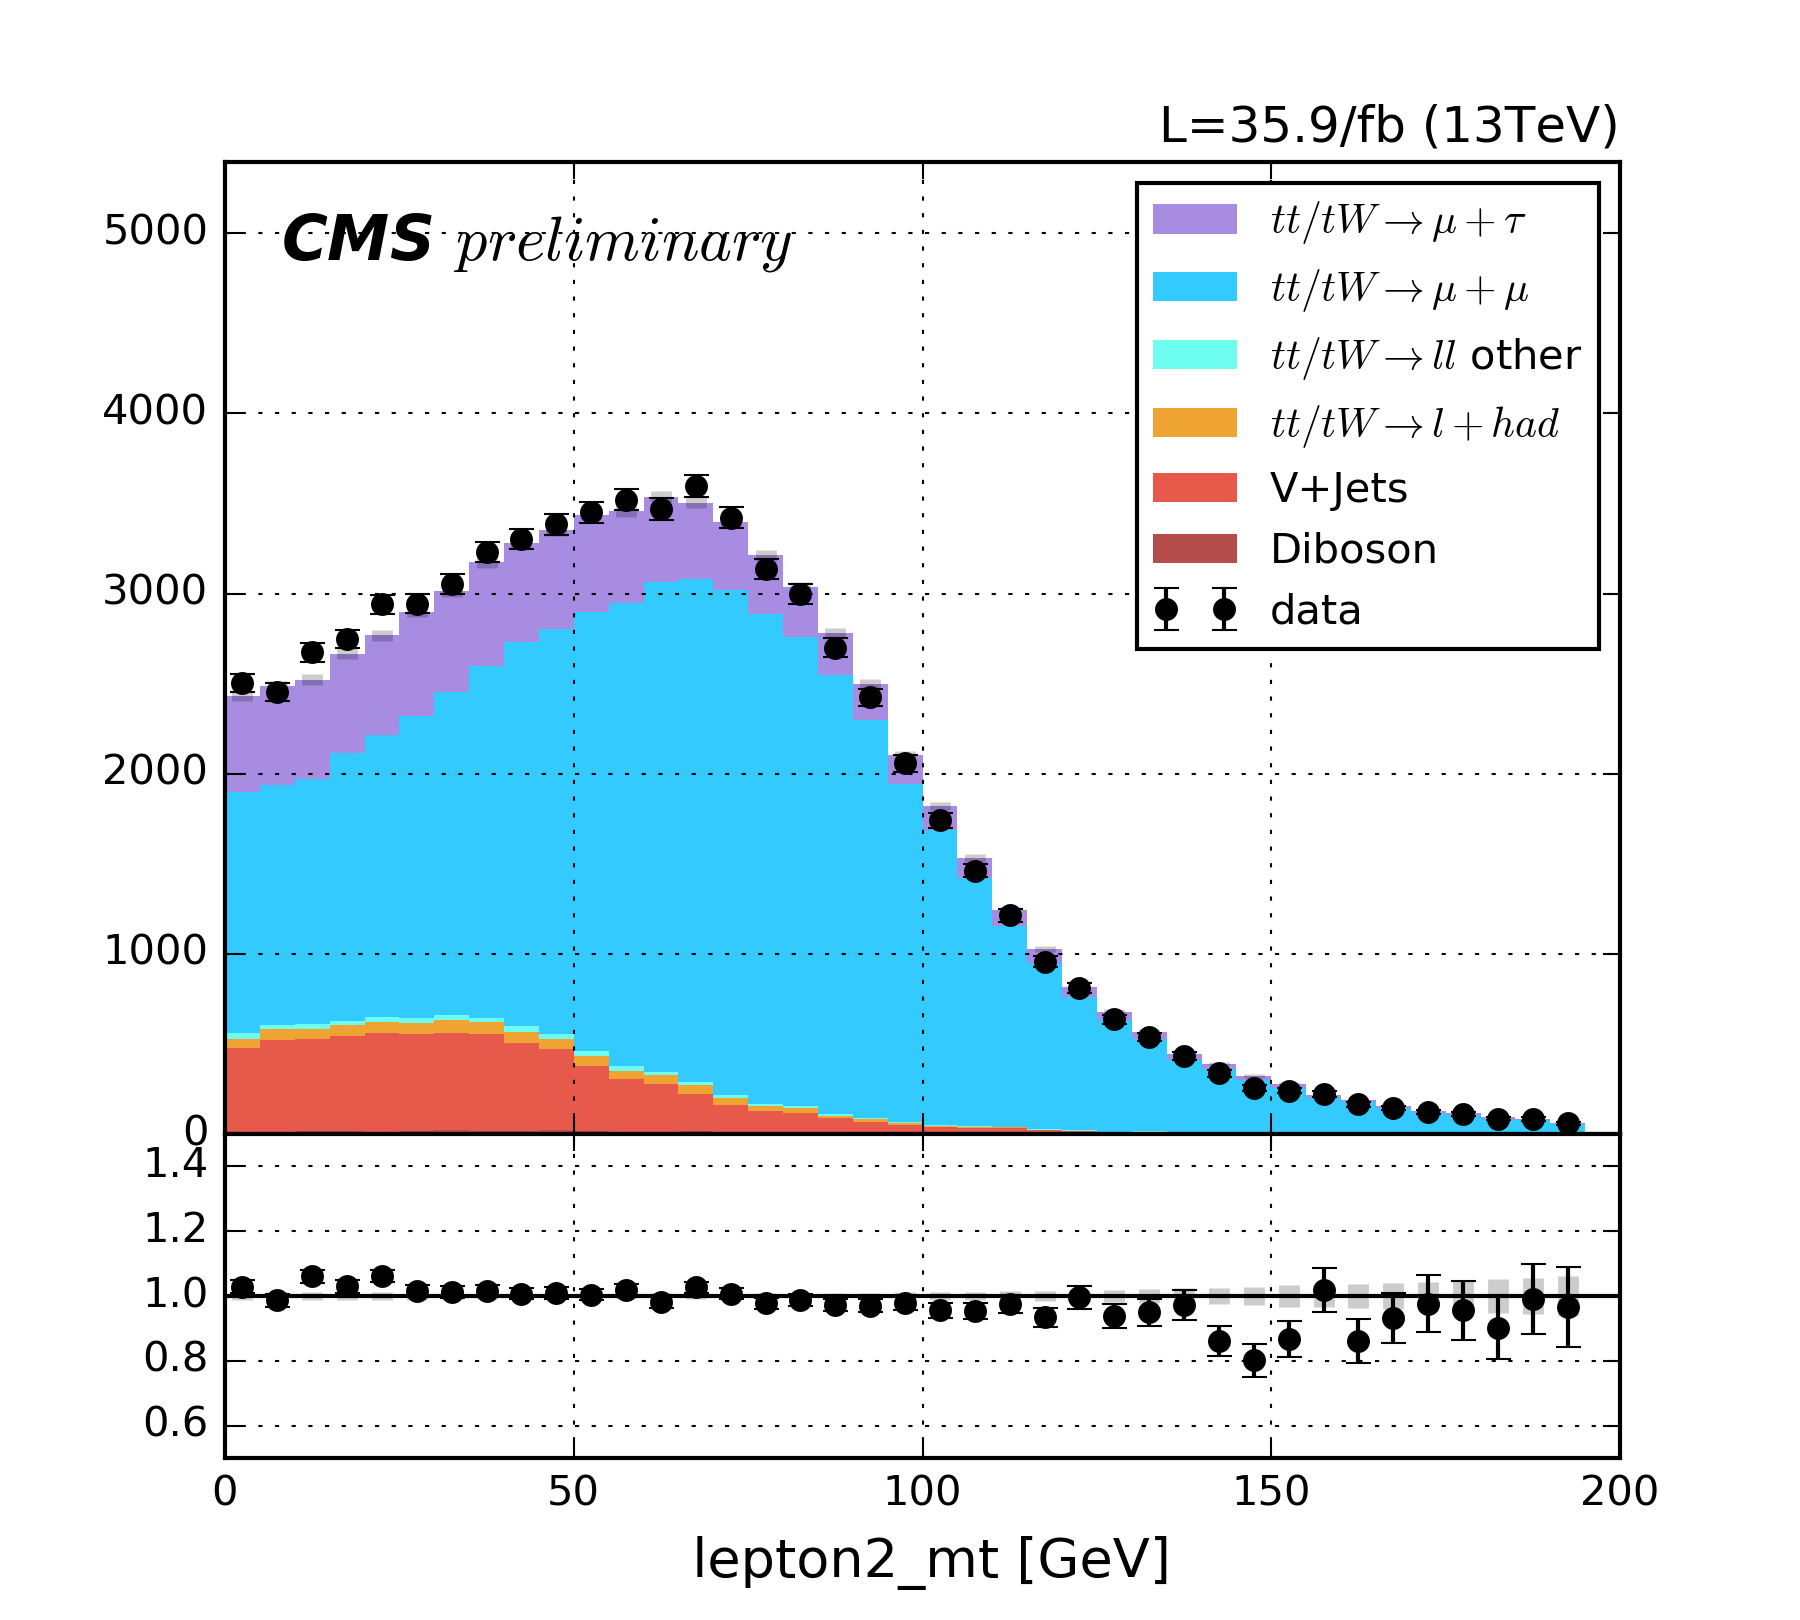 L=35.9/fb (13TeV)
CMS preliminary
tt/tW→μ+τ
tt/tW→μ+μ
tt/tW→ll other
tt/tW→l+had
V+Jets
Diboson
data
5000
4000
3000
2000
1000
0
1.4
1.2
1.0
0.8
0.6
0 50 100 150 200
lepton2_mt [GeV]